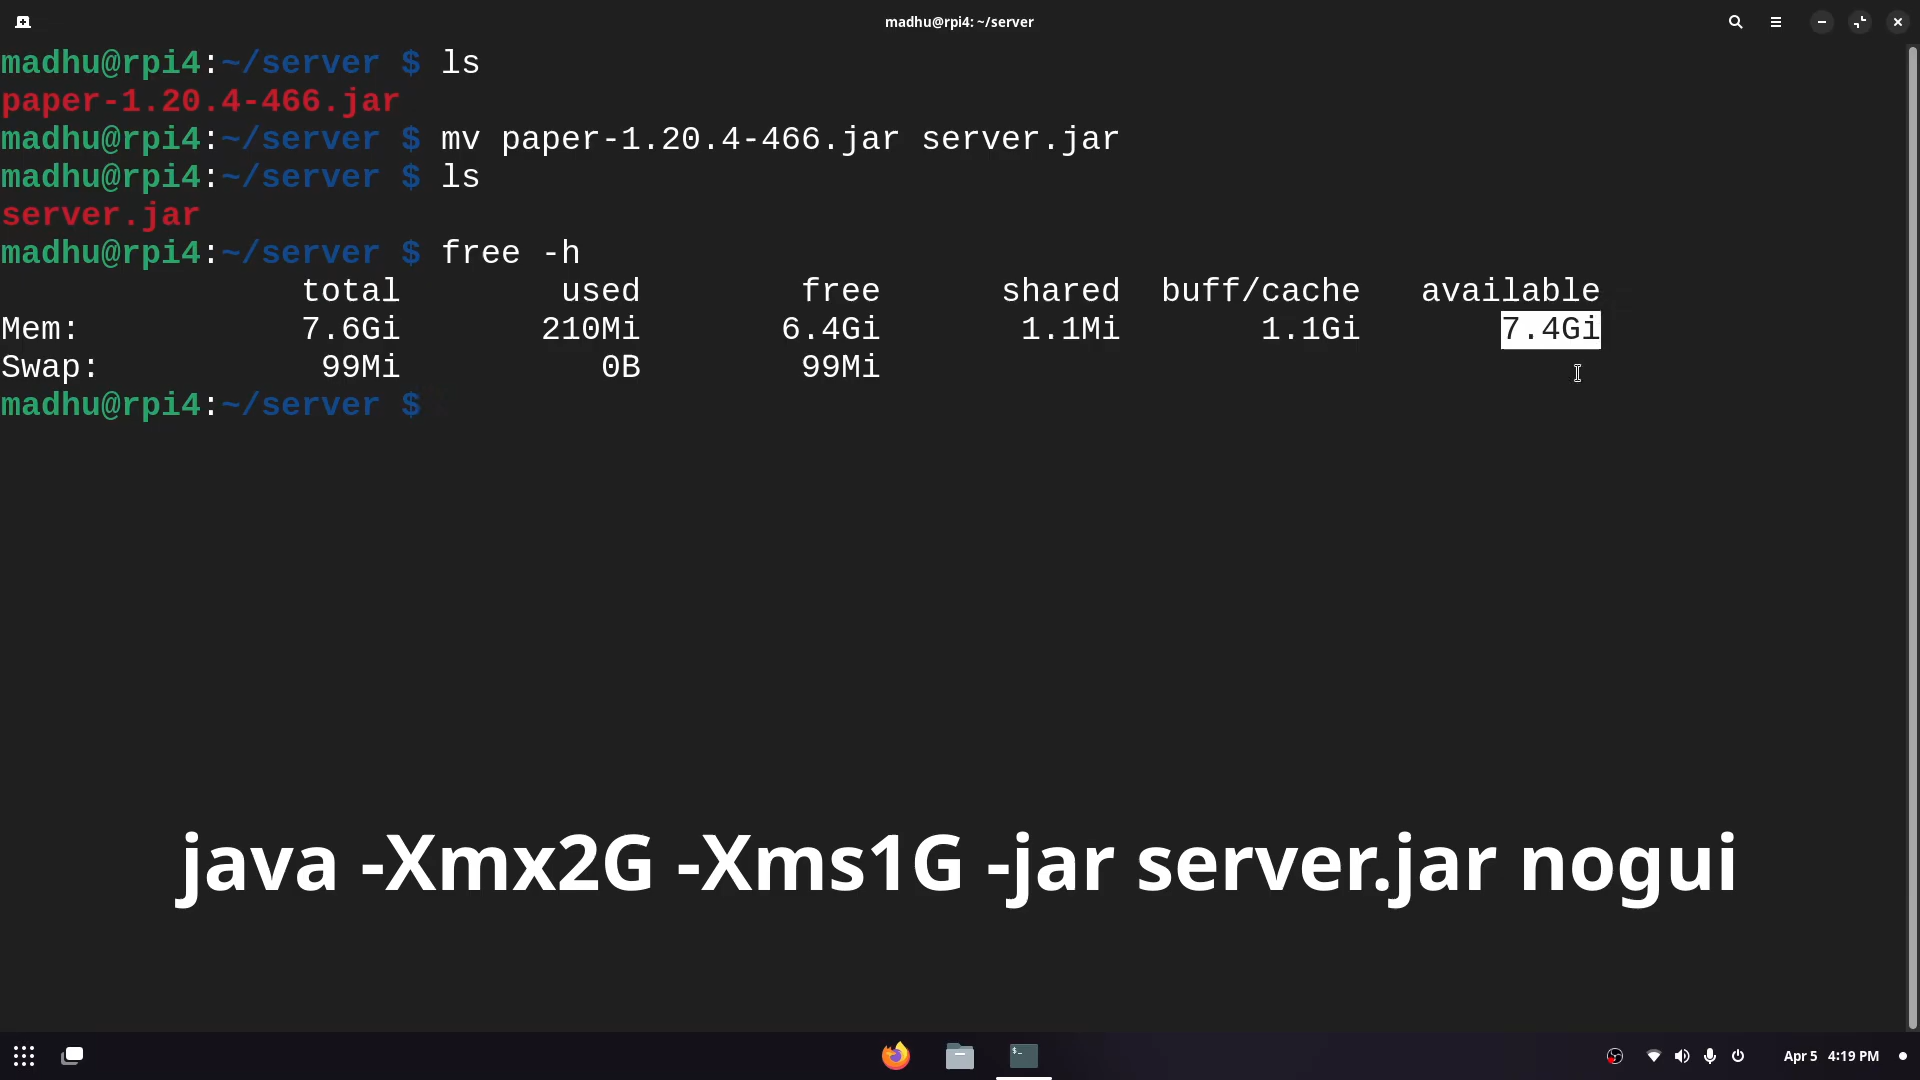 madhu@rpi4: ~/server
madhu@rpi4:~/server $ ls
paper-1.20.4-466.jar
madhu@rpi4:~/server $ mv paper-1.20.4-466.jar server.jar
madhu@rpi4:~/server $ ls
server.jar
madhu@rpi4:~/server $ free -h
total used free shared buff/cache available
Mem: 7.6Gi 210Mi 6.4Gi 1.1Mi 1.1Gi 7.4Gi
Swap: 99Mi 0B 99Mi
madhu@rpi4:~/server $
java -Xmx2G -Xms1G -jar server.jar nogui
Apr 5 4:19 PM